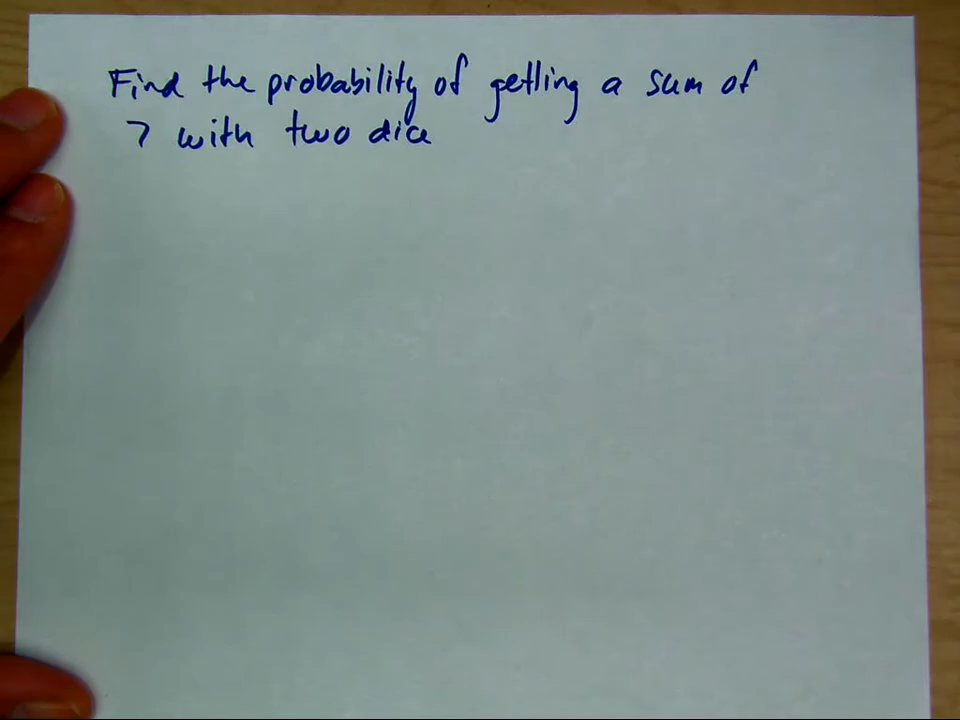 Find the probability of getting a sum of
7 with two dice